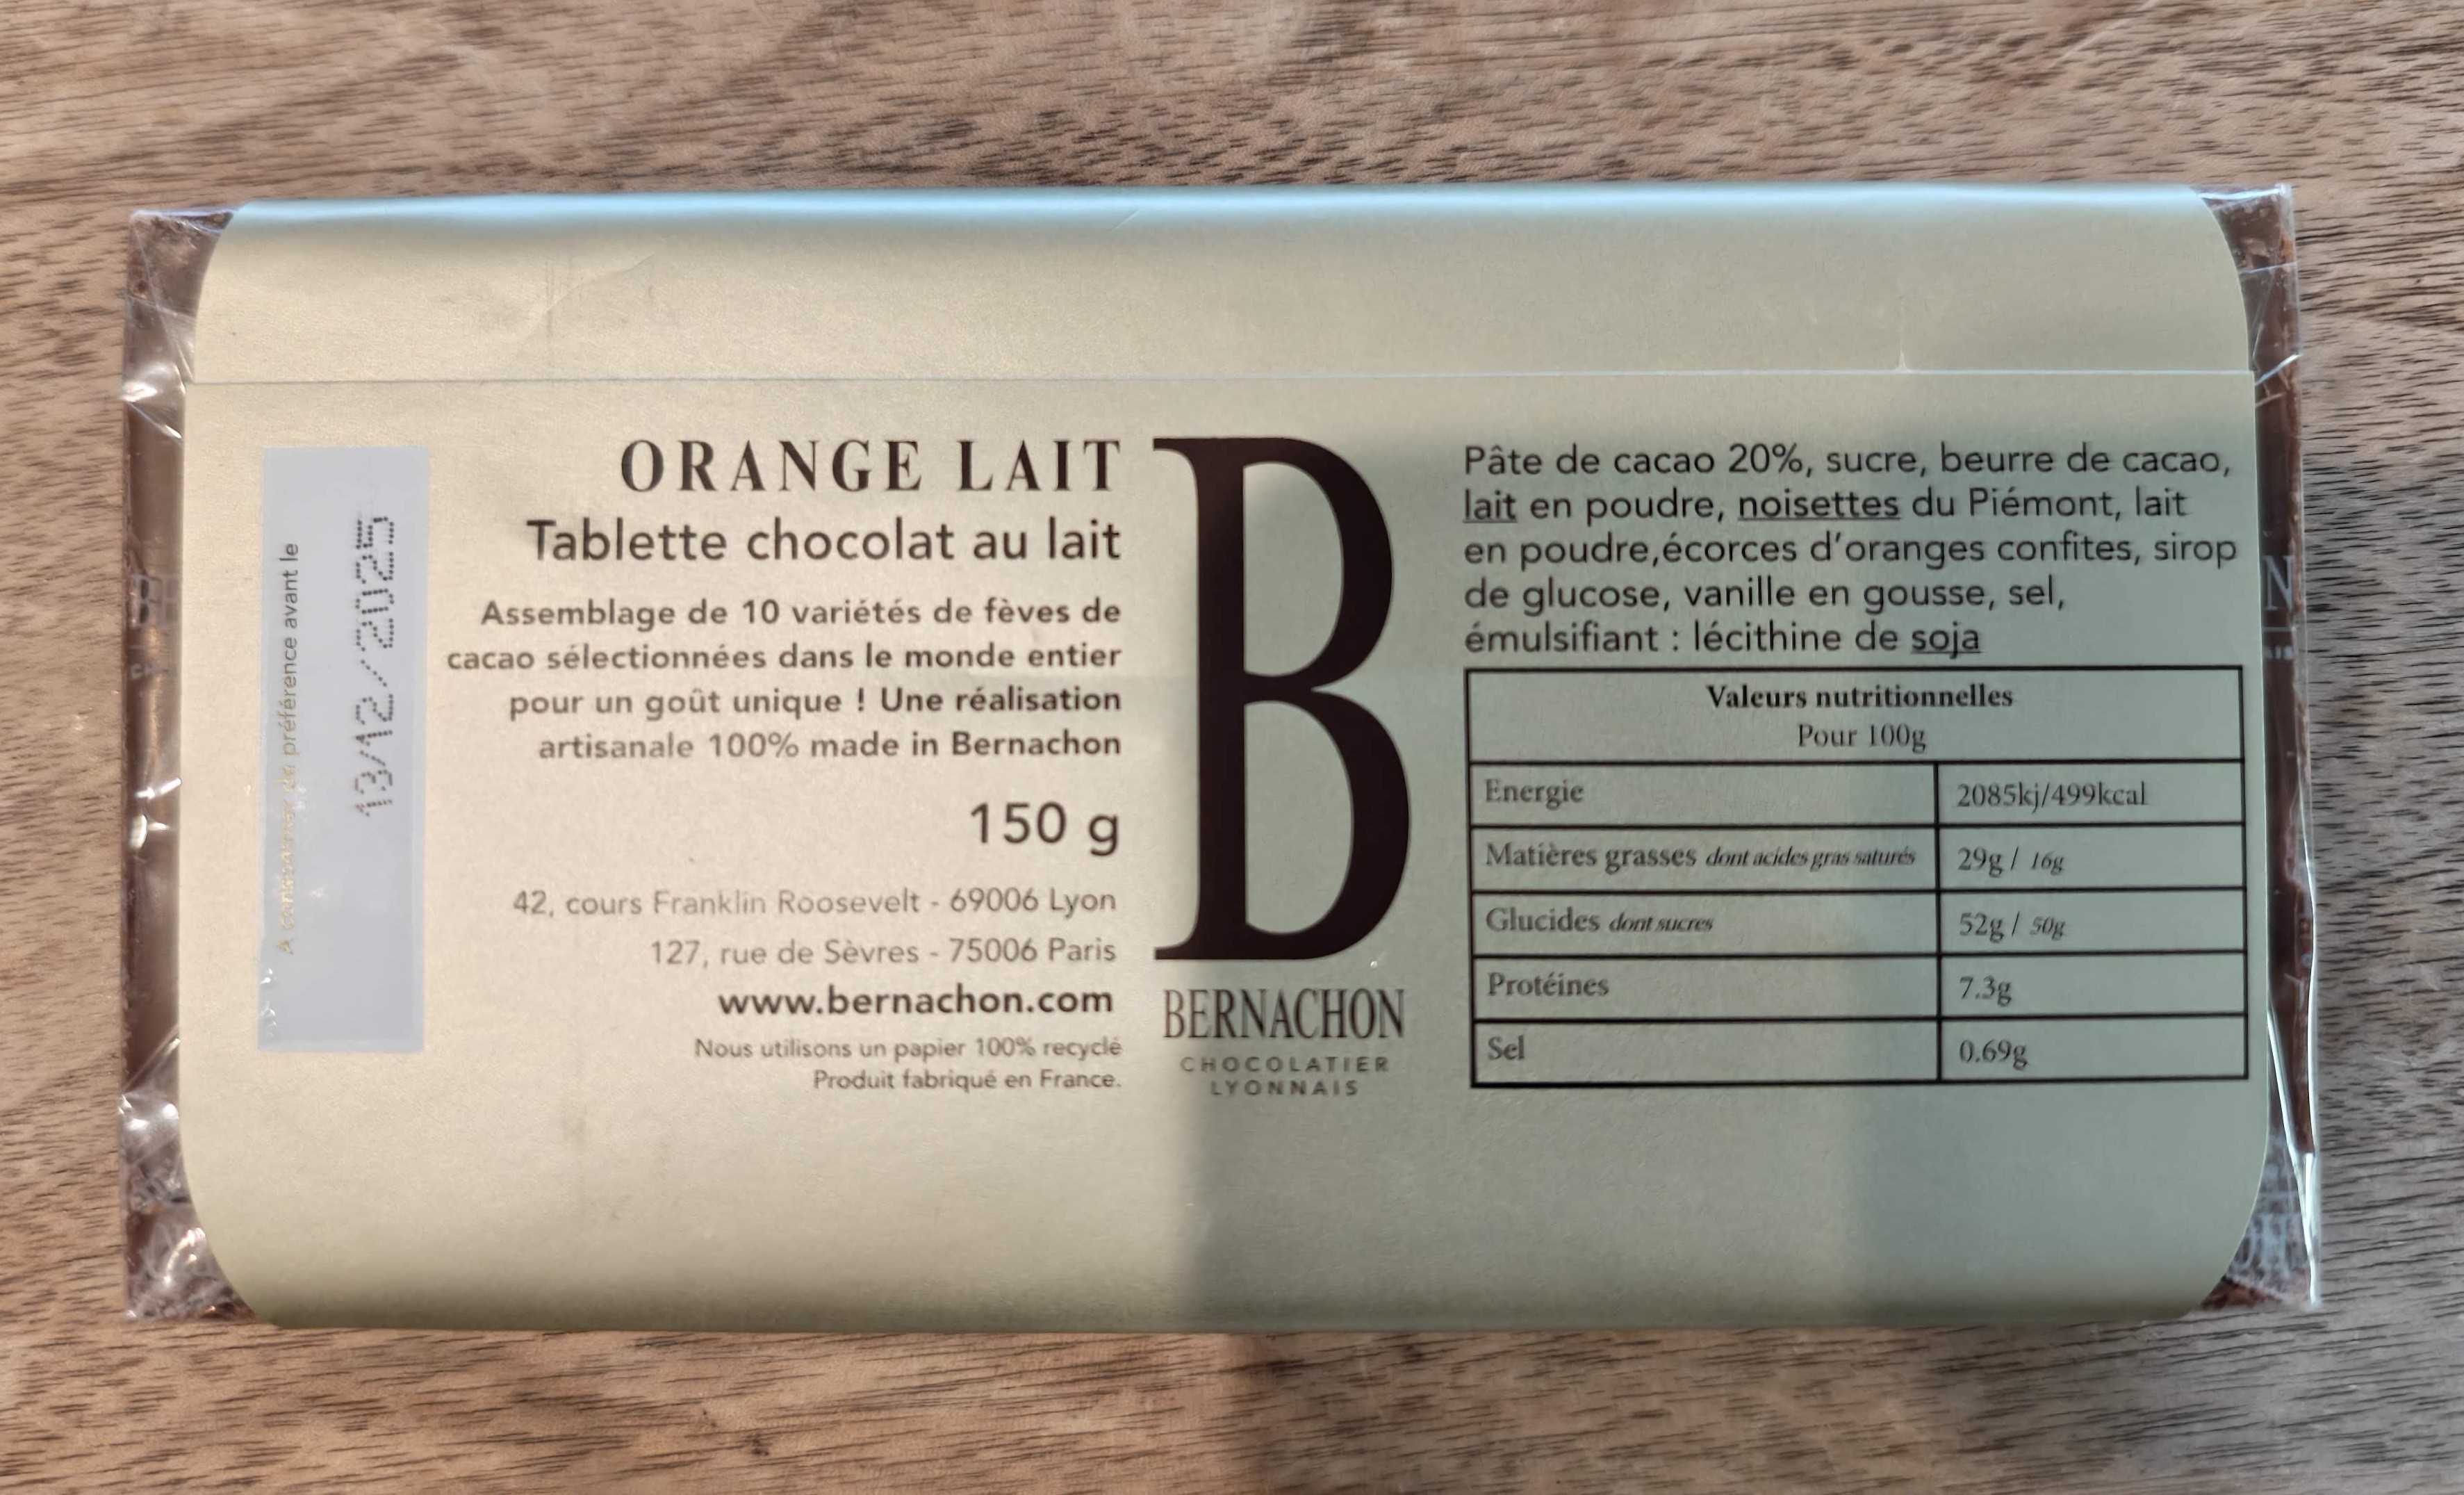 A consommer de préférence avant le
13/12/2025
ORANGE LAIT
Tablette chocolat au lait
Assemblage de 10 variétés de fèves de
cacao sélectionnées dans le monde entier
pour un goût unique ! Une réalisation
artisanale 100% made in Bernachon
150 g
42, cours Franklin Roosevelt - 69006 Lyon
127, rue de Sèvres - 75006 Paris
www.bernachon.com
Nous utilisons un papier 100% recyclé
Produit fabriqué en France.
B
BERNACHON
CHOCOLATIER
LYONNAIS
Pâte de cacao 20%, sucre, beurre de cacao,
lait en poudre, noisettes du Piémont, lait
en poudre,écorces d'oranges confites, sirop
de glucose, vanille en gousse, sel,
émulsifiant : lécithine de soja
Valeurs nutritionnelles
Pour 100g
Energie 2085kj/499kcal
Matières grasses dont acides gras saturés 29g / 16g
Glucides dont sucres 52g / 50g
Protéines 7.3g
Sel 0.69g